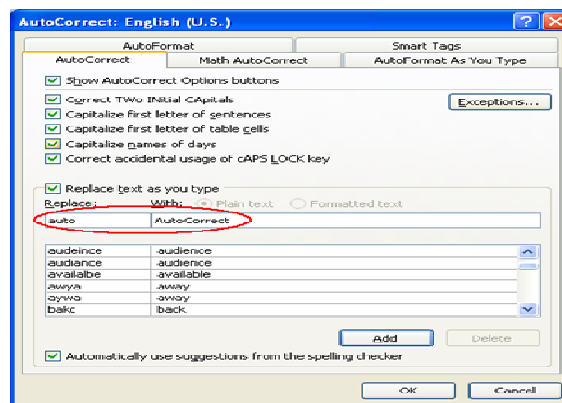 AutoCorrect: English (U.S.)
AutoFormat Smart Tags
AutoCorrect Math AutoCorrect AutoFormat As You Type
Show AutoCorrect Options buttons
Correct TWo INitial CApitals
Exceptions...
Capitalize first letter of sentences
Capitalize first letter of table cells
Capitalize names of days
Correct accidental usage of cAPS LOCK key
Replace text as you type
Replace: With: Plain text Formatted text
auto AutoCorrect
audeince audience
audiance audience
availalbe available
awya away
aywa away
bakc back
Add Delete
Automatically use suggestions from the spelling checker
OK Cancel